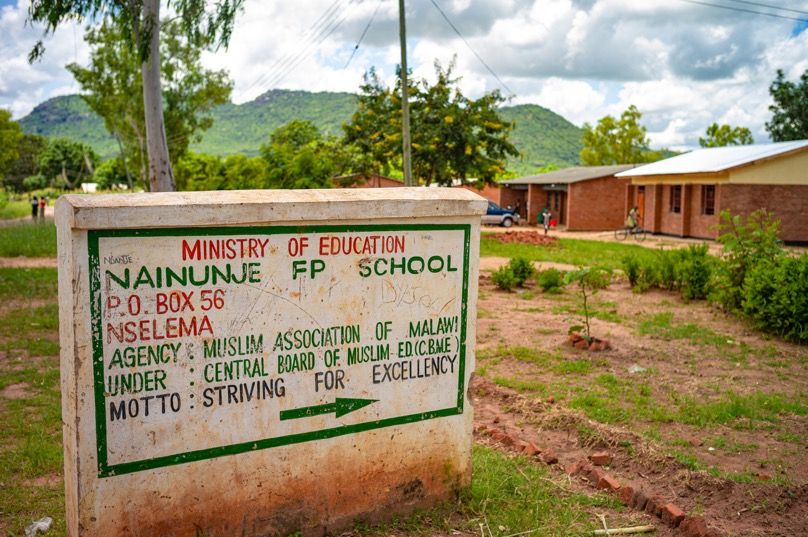 MINISTRY OF EDUCATION
NAINUNJE FP SCHOOL
P.O. BOX 56
NSELEMA
AGENCY : MUSLIM ASSOCIATION OF MALAWI
UNDER : CENTRAL BOARD OF MUSLIM ED.(C.B.M.E)
MOTTO : STRIVING FOR EXCELLENCY